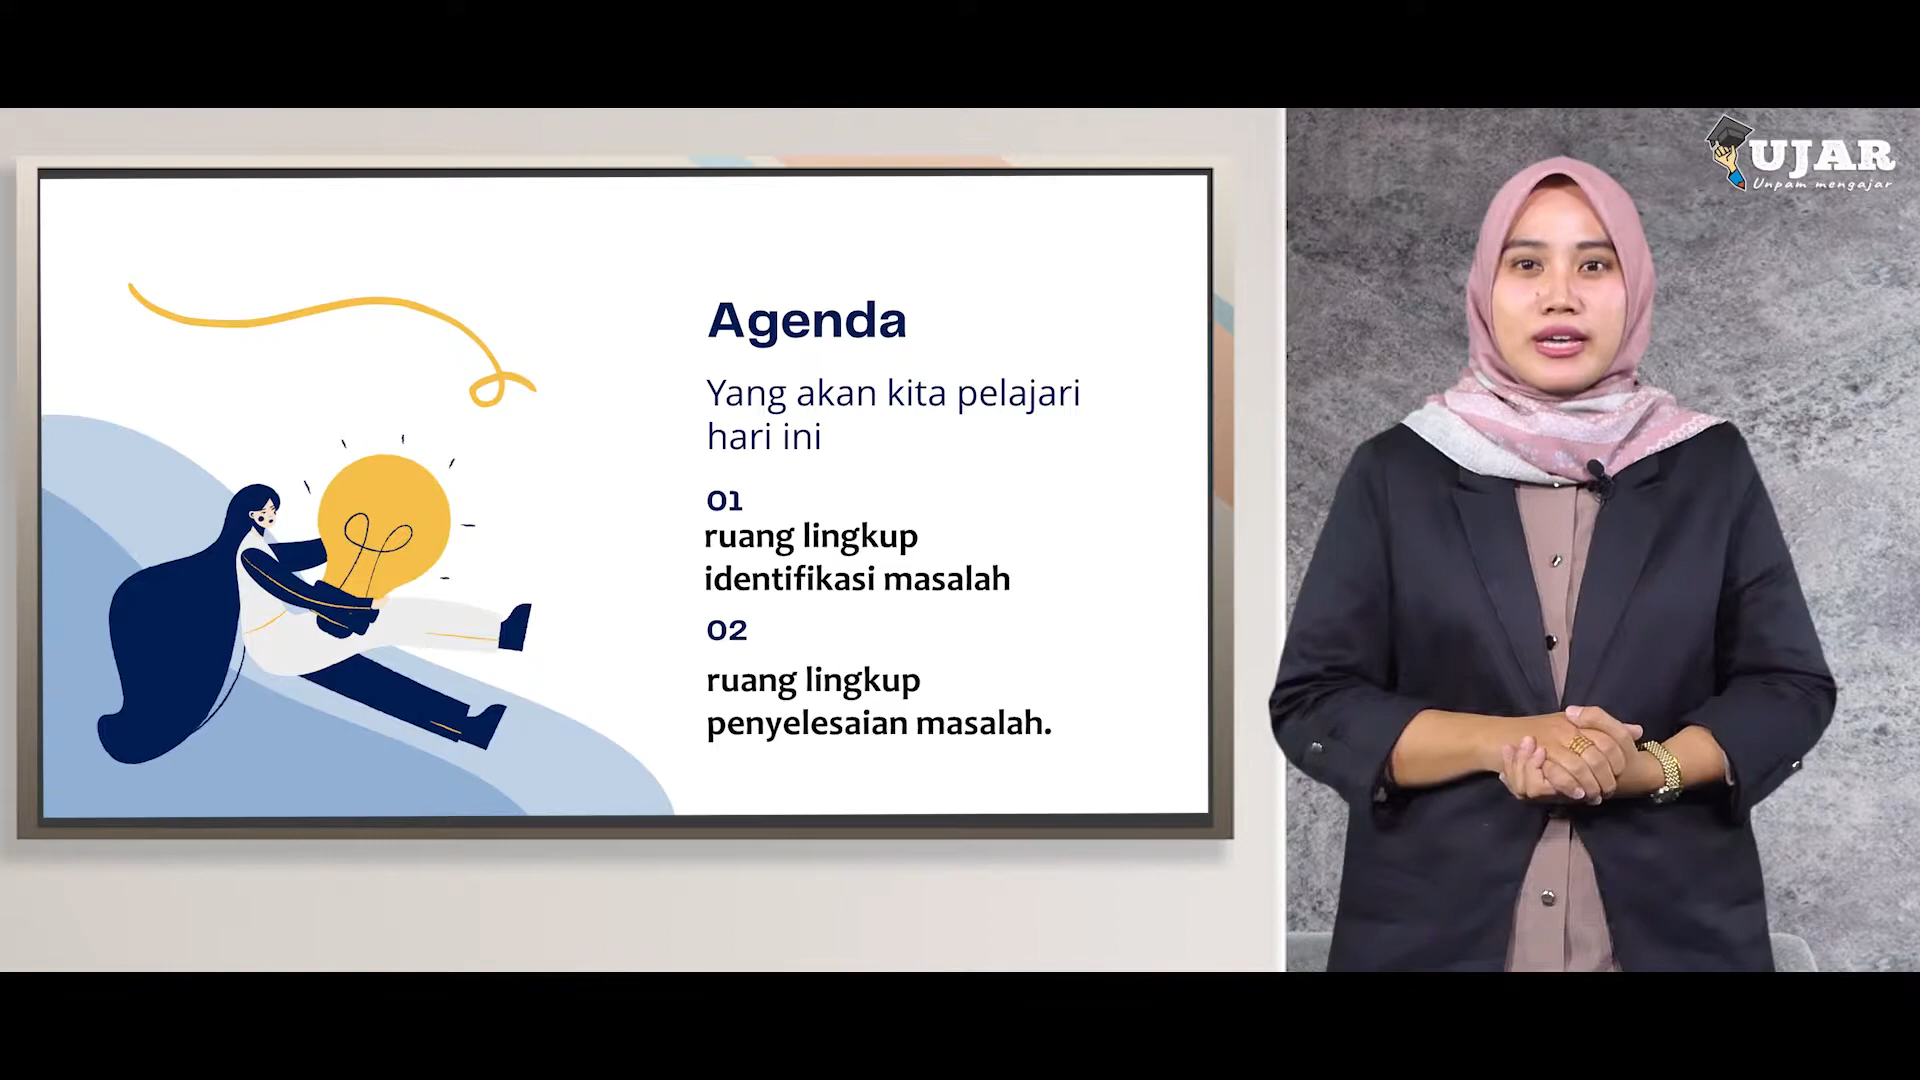 Agenda
Yang akan kita pelajari
hari ini
01
ruang lingkup
identifikasi masalah
02
ruang lingkup
penyelesaian masalah.
UJAR
Unpam mengajar